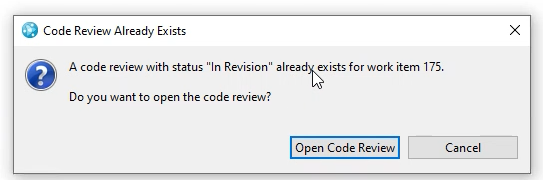 Code Review Already Exists
A code review with status "In Revision" already exists for work item 175.
Do you want to open the code review?
Open Code Review
Cancel